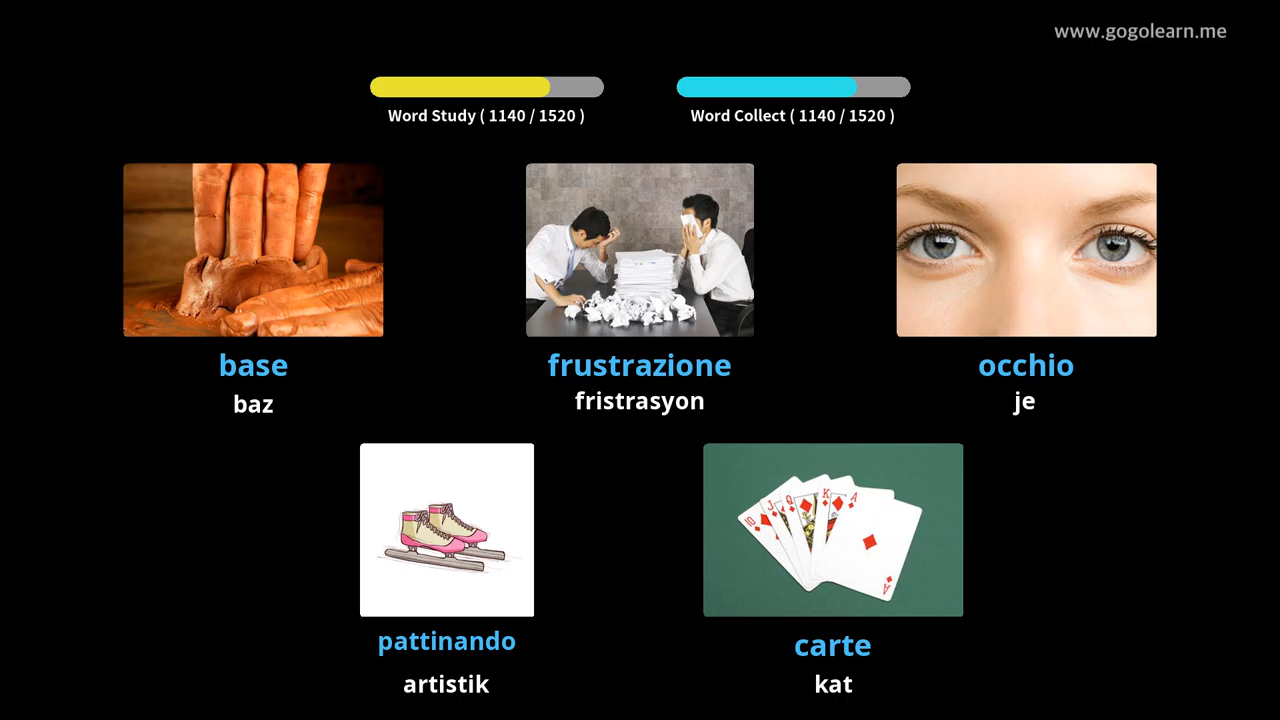 www.gogolearn.me
Word Study ( 1140 / 1520 )
Word Collect ( 1140 / 1520 )
base
baz
frustrazione
fristrasyon
occhio
je
10 J Q K A
A
pattinando
artistik
carte
kat